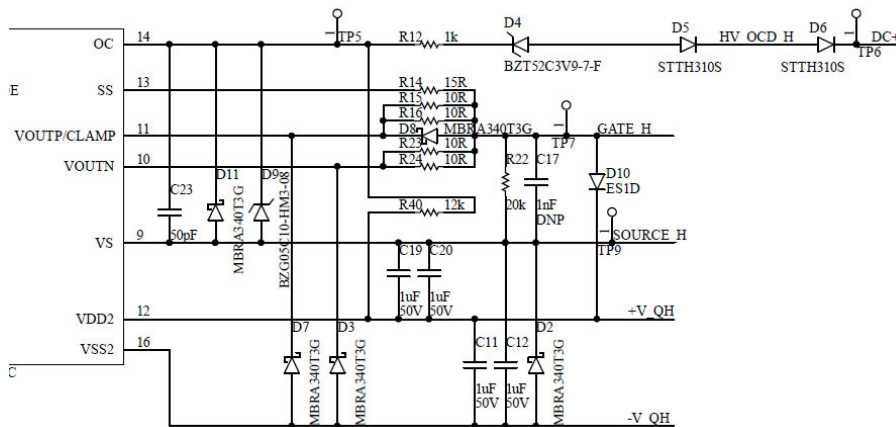 OC 14 1 TP5 R12 1k D4 BZT52C3V9-7-F D5 STTH310S HV_OCD_H D6 STTH310S 1 TP6 DC+
SS 13 R14 15R
R15 10R
R16 10R
VOUTP/CLAMP 11 D8 MBRA340T3G 1 TP7 GATE_H
VOUTN 10 R23 10R
R24 10R
C23 50pF D11 MBRA340T3G D9 BZG05C10-HM3-08 R40 12k R22 20k C17 1nF DNP D10 ES1D
VS 9 1 TP9 SOURCE_H
C19 1uF 50V C20 1uF 50V
VDD2 12 +V_QH
VSS2 16 D7 MBRA340T3G D3 MBRA340T3G C11 1uF 50V C12 1uF 50V D2 MBRA340T3G
-V_QH